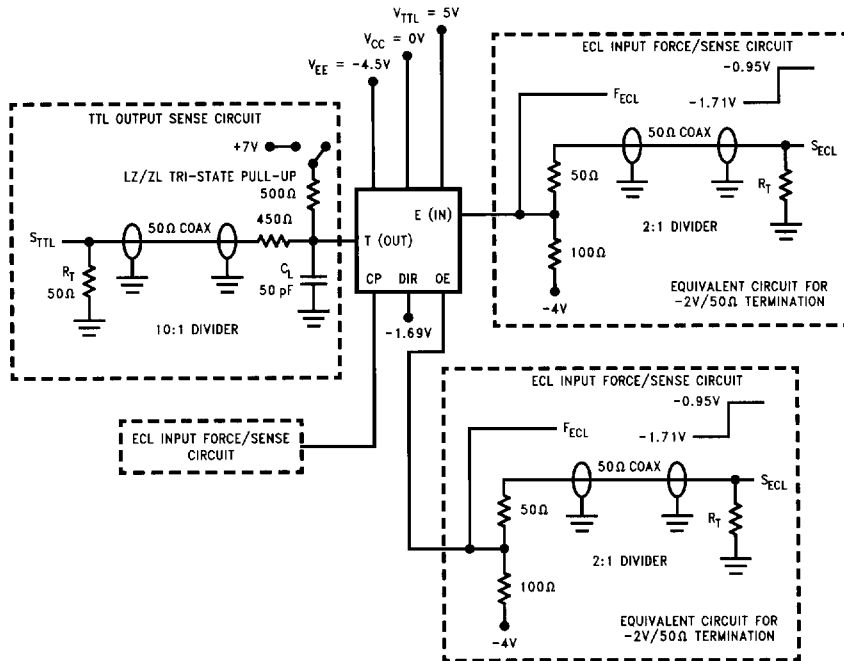 V_TTL = 5V
V_CC = 0V
V_EE = -4.5V
TTL OUTPUT SENSE CIRCUIT
+7V
LZ/ZL TRI-STATE PULL-UP
500Ω
450Ω
50Ω COAX
S_TTL
R_T
50Ω
C_L
50 pF
10:1 DIVIDER
E (IN)
T (OUT)
CP DIR OE
-1.69V
ECL INPUT FORCE/SENSE CIRCUIT
-0.95V
F_ECL
-1.71V
50Ω COAX
S_ECL
50Ω
R_T
2:1 DIVIDER
100Ω
-4V
EQUIVALENT CIRCUIT FOR
-2V/50Ω TERMINATION
ECL INPUT FORCE/SENSE
CIRCUIT
ECL INPUT FORCE/SENSE CIRCUIT
-0.95V
F_ECL
-1.71V
50Ω COAX
S_ECL
50Ω
R_T
2:1 DIVIDER
100Ω
-4V
EQUIVALENT CIRCUIT FOR
-2V/50Ω TERMINATION